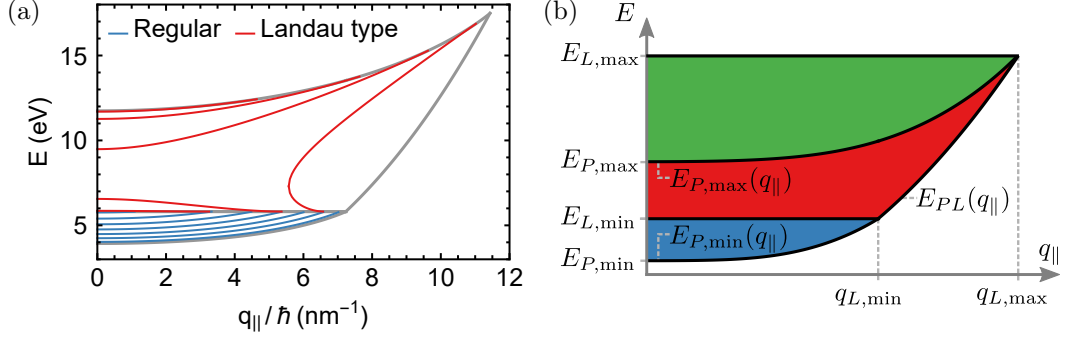 (a)
Regular
Landau type
15
10
5
E (eV)
0
2
4
6
8
10
12
q∥/ħ (nm⁻¹)
(b)
E
E_{L,max}
E_{P,max}
E_{P,max}(q∥)
E_{L,min}
E_{P,min}(q∥)
E_{PL}(q∥)
E_{P,min}
q∥
q_{L,min}
q_{L,max}